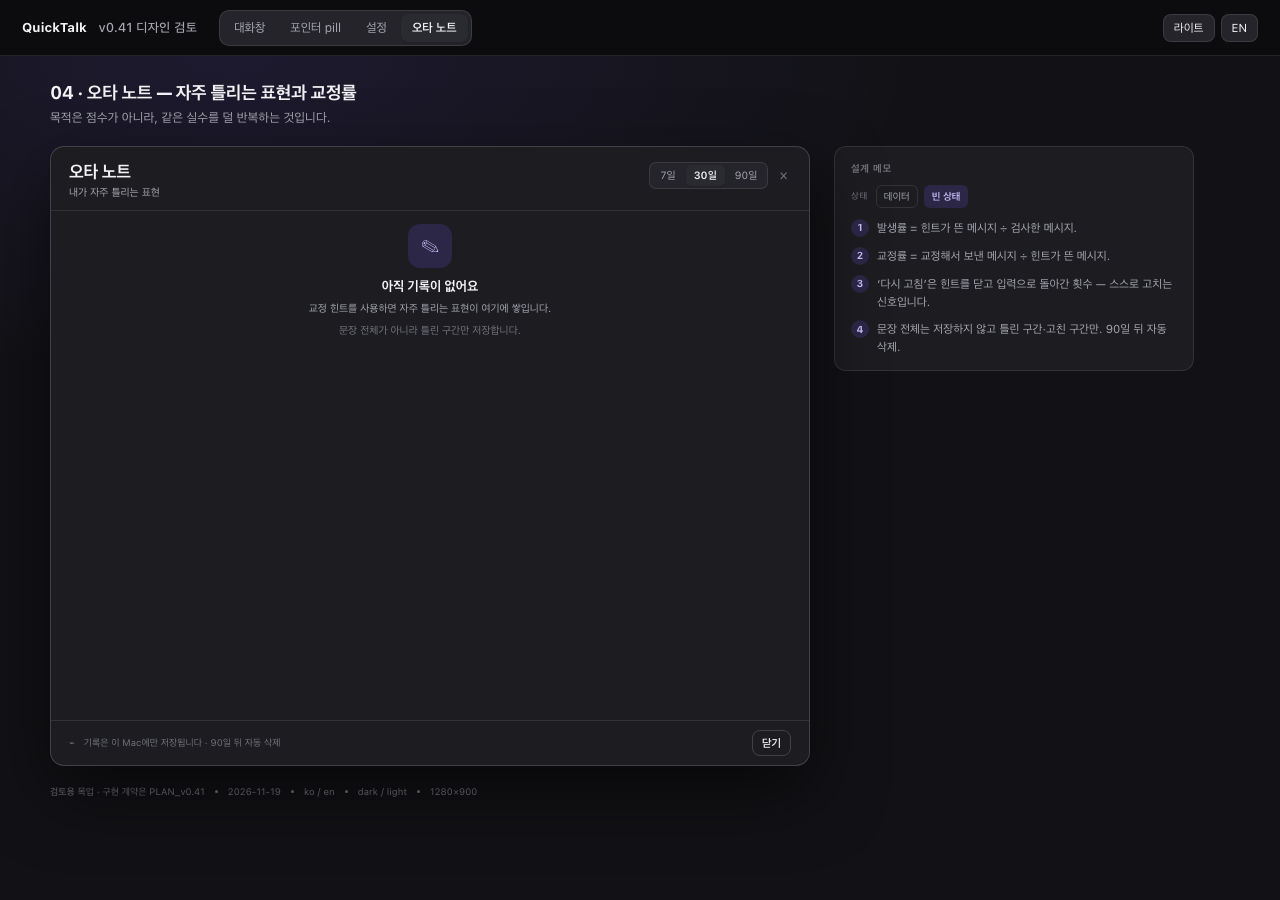 QuickTalk v0.41 디자인 검토 대화창 포인터 pill 설정 오타 노트 라이트 EN
04 · 오타 노트 — 자주 틀리는 표현과 교정률
목적은 점수가 아니라, 같은 실수를 덜 반복하는 것입니다.
오타 노트
내가 자주 틀리는 표현
7일 30일 90일 ×
아직 기록이 없어요
교정 힌트를 사용하면 자주 틀리는 표현이 여기에 쌓입니다.
문장 전체가 아니라 틀린 구간만 저장합니다.
기록은 이 Mac에만 저장됩니다 · 90일 뒤 자동 삭제
닫기
설계 메모
상태 데이터 빈 상태
1 발생률 = 힌트가 뜬 메시지 ÷ 검사한 메시지.
2 교정률 = 교정해서 보낸 메시지 ÷ 힌트가 뜬 메시지.
3 ‘다시 고침’은 힌트를 닫고 입력으로 돌아간 횟수 — 스스로 고치는
신호입니다.
4 문장 전체는 저장하지 않고 틀린 구간·고친 구간만. 90일 뒤 자동
삭제.
검토용 목업 · 구현 계약은 PLAN_v0.41 • 2026-11-19 • ko / en • dark / light • 1280×900